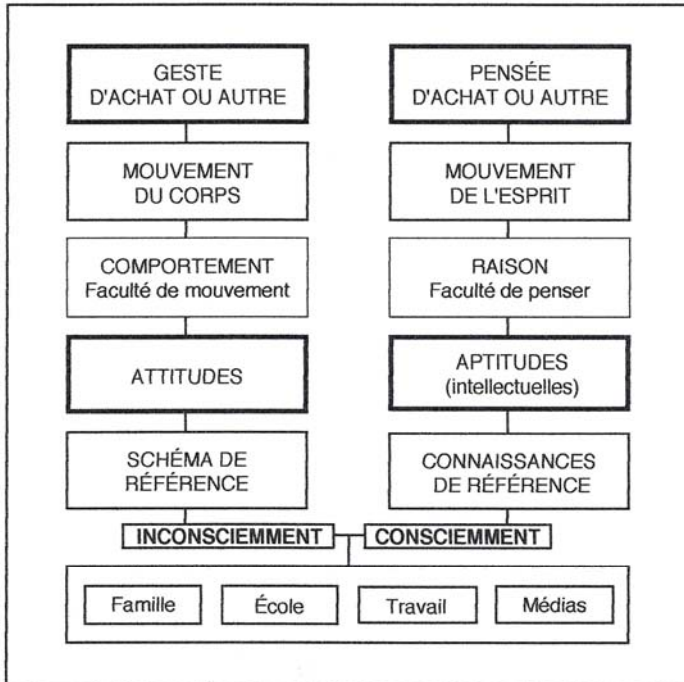 GESTE
D'ACHAT OU AUTRE
PENSÉE
D'ACHAT OU AUTRE
MOUVEMENT
DU CORPS
MOUVEMENT
DE L'ESPRIT
COMPORTEMENT
Faculté de mouvement
RAISON
Faculté de penser
ATTITUDES
APTITUDES
(intellectuelles)
SCHÉMA DE
RÉFÉRENCE
CONNAISSANCES
DE RÉFÉRENCE
INCONSCIEMMENT
CONSCIEMMENT
Famille
École
Travail
Médias